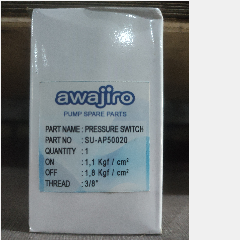 awajiro
PUMP SPARE PARTS
PART NAME : PRESSURE SWITCH
PART NO : SU-AP50020
QUANTITY : 1
ON : 1,1 Kgf / cm²
OFF : 1,8 Kgf / cm²
THREAD : 3/8"